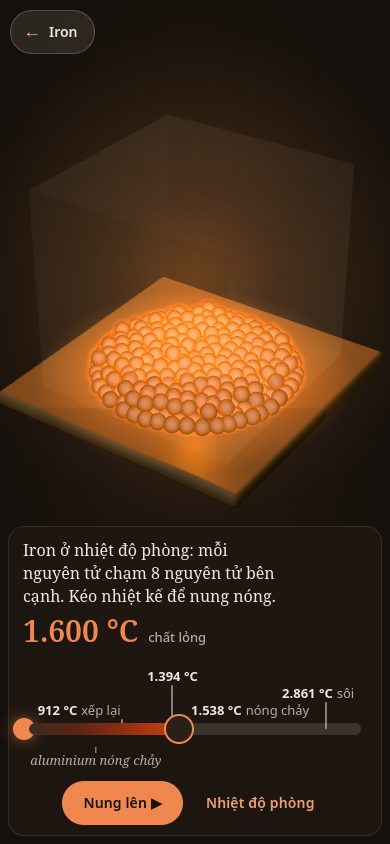 ← Iron
Iron ở nhiệt độ phòng: mỗi
nguyên tử chạm 8 nguyên tử bên
cạnh. Kéo nhiệt kế để nung nóng.
1.600 °C chất lỏng
1.394 °C
2.861 °C sôi
912 °C xếp lại
1.538 °C nóng chảy
aluminium nóng chảy
Nung lên ▶
Nhiệt độ phòng